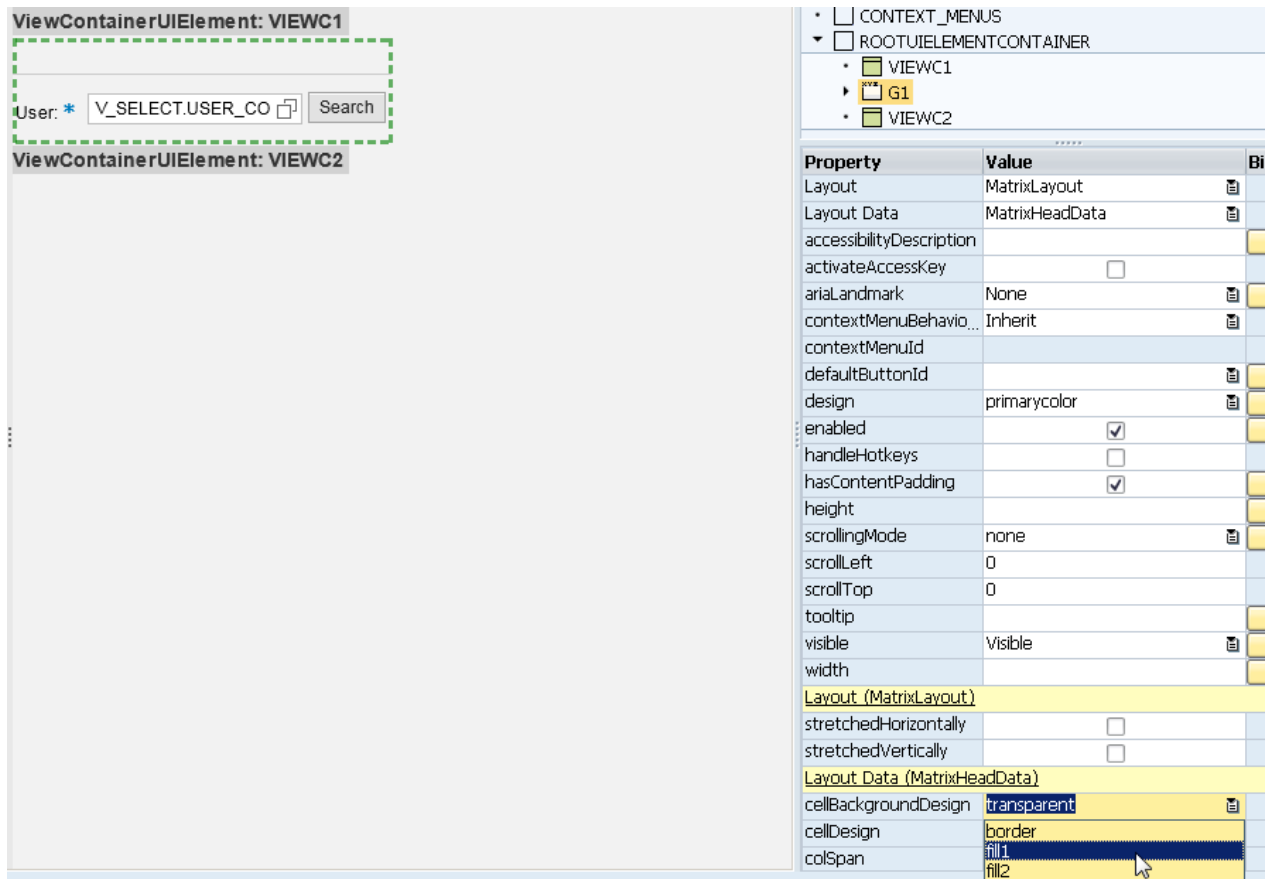 ViewContainerUIElement: VIEWC1
User: * V_SELECT.USER_CO Search
ViewContainerUIElement: VIEWC2
CONTEXT_MENUS
ROOTUIELEMENTCONTAINER
VIEWC1
G1
VIEWC2
Property Value Bi
Layout MatrixLayout
Layout Data MatrixHeadData
accessibilityDescription
activateAccessKey
ariaLandmark None
contextMenuBehavio... Inherit
contextMenuId
defaultButtonId
design primarycolor
enabled
handleHotkeys
hasContentPadding
height
scrollingMode none
scrollLeft 0
scrollTop 0
tooltip
visible Visible
width
Layout (MatrixLayout)
stretchedHorizontally
stretchedVertically
Layout Data (MatrixHeadData)
cellBackgroundDesign transparent
cellDesign border
fill1
colSpan fill2